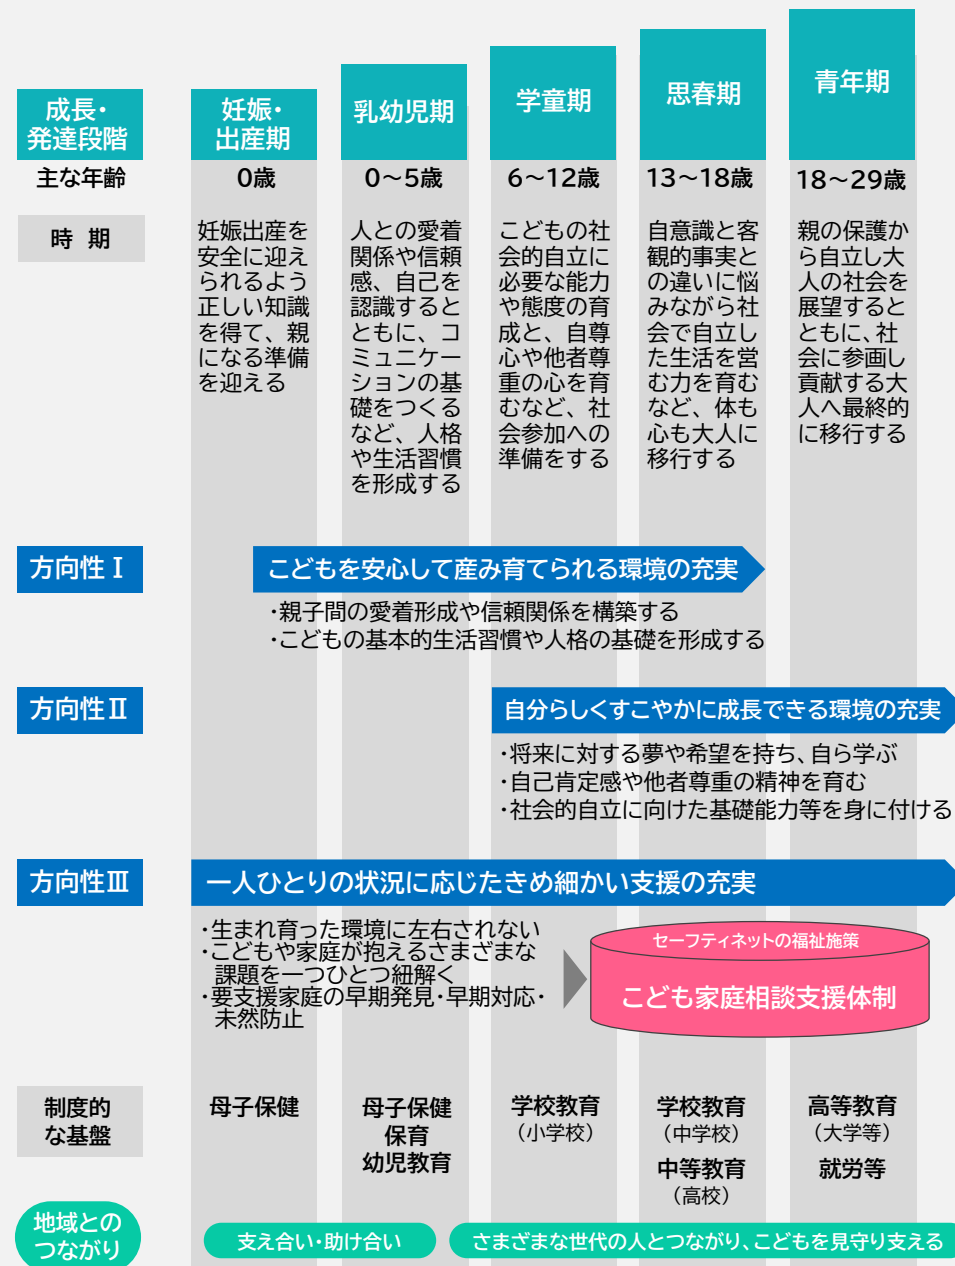 成長・
発達段階
妊娠・
出産期
乳幼児期
学童期
思春期
青年期
主な年齢
0歳
0～5歳
6～12歳
13～18歳
18～29歳
時 期
妊娠出産を
安全に迎え
られるよう
正しい知識
を得て、親
になる準備
を迎える
人との愛着
関係や信頼
感、自己を
認識すると
ともに、コ
ミュニケー
ションの基
礎をつくる
など、人格
や生活習慣
を形成する
こどもの社
会的自立に
必要な能力
や態度の育
成と、自尊
心や他者尊
重の心を育
むなど、社
会参加への
準備をする
自意識と客
観的事実と
の違いに悩
みながら社
会で自立し
た生活を営
む力を育む
など、体も
心も大人に
移行する
親の保護か
ら自立し大
人の社会を
展望すると
ともに、社
会に参画し
貢献する大
人へ最終的
に移行する
方向性Ⅰ
こどもを安心して産み育てられる環境の充実
・親子間の愛着形成や信頼関係を構築する
・こどもの基本的生活習慣や人格の基礎を形成する
方向性Ⅱ
自分らしくすこやかに成長できる環境の充実
・将来に対する夢や希望を持ち、自ら学ぶ
・自己肯定感や他者尊重の精神を育む
・社会的自立に向けた基礎能力等を身に付ける
方向性Ⅲ
一人ひとりの状況に応じたきめ細かい支援の充実
・生まれ育った環境に左右されない
・こどもや家庭が抱えるさまざまな
課題を一つひとつ紐解く
・要支援家庭の早期発見・早期対応・
未然防止
セーフティネットの福祉施策
こども家庭相談支援体制
制度的
な基盤
母子保健
母子保健
保育
幼児教育
学校教育
（小学校）
学校教育
（中学校）
中等教育
（高校）
高等教育
（大学等）
就労等
地域との
つながり
支え合い・助け合い
さまざまな世代の人とつながり、こどもを見守り支える